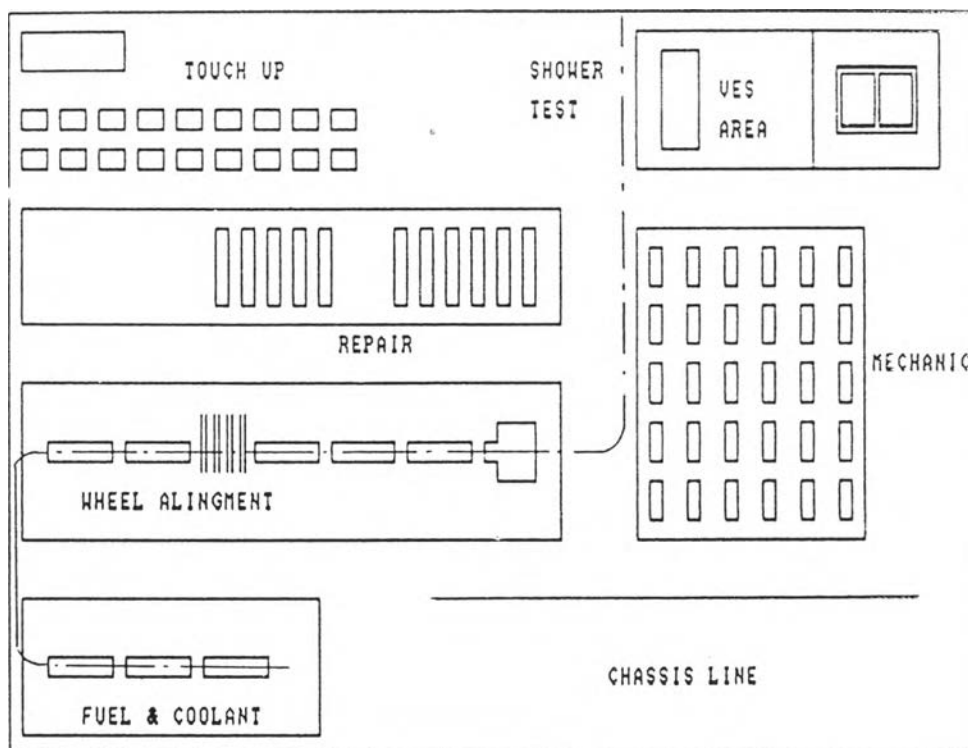 TOUCH UP
SHOWER
TEST
VES
AREA
REPAIR
MECHANIC
WHEEL ALINGMENT
CHASSIS LINE
FUEL & COOLANT